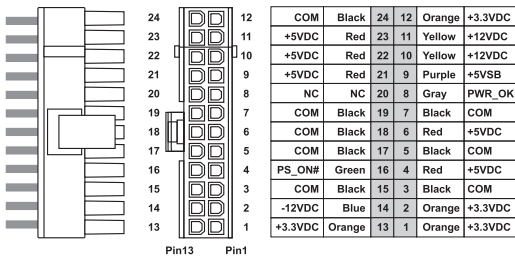 24 12 COM Black 24 12 Orange +3.3VDC
23 11 +5VDC Red 23 11 Yellow +12VDC
22 10 +5VDC Red 22 10 Yellow +12VDC
21 9 +5VDC Red 21 9 Purple +5VSB
20 8 NC NC 20 8 Gray PWR_OK
19 7 COM Black 19 7 Black COM
18 6 COM Black 18 6 Red +5VDC
17 5 COM Black 17 5 Black COM
16 4 PS_ON# Green 16 4 Red +5VDC
15 3 COM Black 15 3 Black COM
14 2 -12VDC Blue 14 2 Orange +3.3VDC
13 1 +3.3VDC Orange 13 1 Orange +3.3VDC
Pin13 Pin1